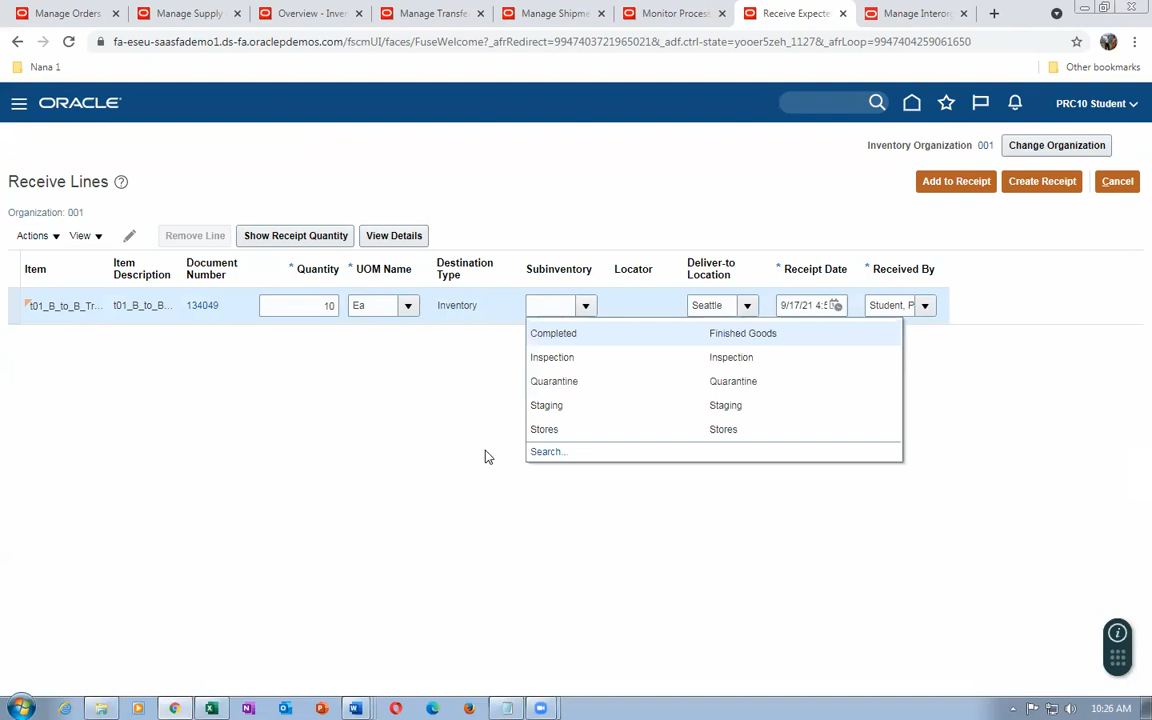 Manage Orders
Manage Supply
Overview - Inver
Manage Transfe
Manage Shipme
Monitor Process
Receive Expecte
Manage Interorg
fa-eseu-saasfademo1.ds-fa.oraclepdemos.com/fscmUI/faces/FuseWelcome?_afrRedirect=9947403721965021&_adf.ctrl-state=yooer5zeh_1127&_afrLoop=9947404259061650
Nana 1
Other bookmarks
ORACLE
PRC10 Student
Inventory Organization 001 Change Organization
Receive Lines
Add to Receipt Create Receipt Cancel
Organization: 001
Actions View Remove Line Show Receipt Quantity View Details
Item
Item Description
Document Number
* Quantity
* UOM Name
Destination Type
Subinventory
Locator
Deliver-to Location
* Receipt Date
* Received By
t01_B_to_B_Tr...
t01_B_to_B...
134049
10
Ea
Inventory
Seattle
9/17/21 4:5
Student, P
Completed Finished Goods
Inspection Inspection
Quarantine Quarantine
Staging Staging
Stores Stores
Search...
10:26 AM